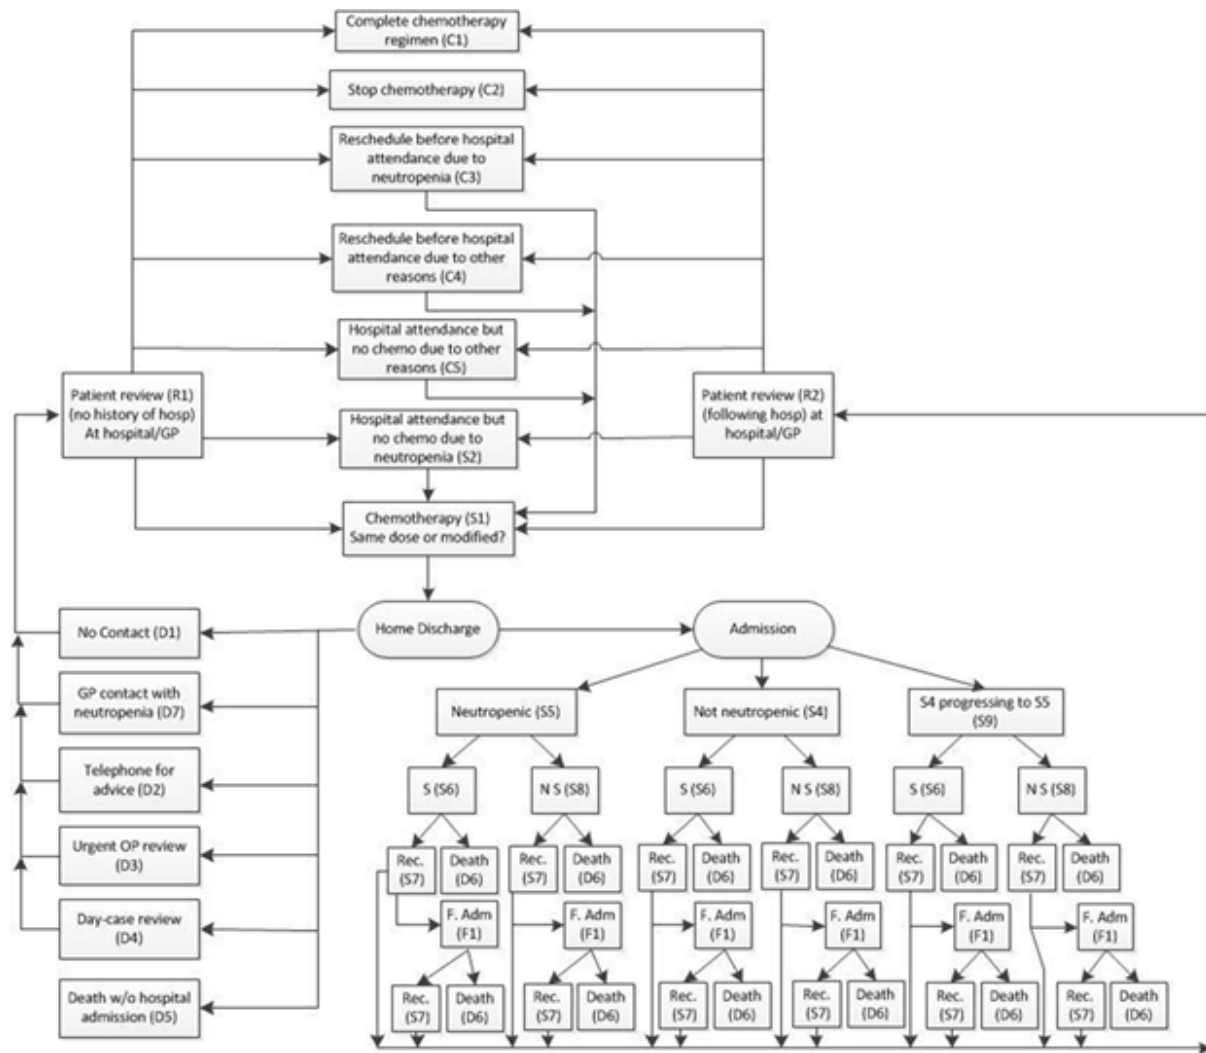 Complete chemotherapy
regimen (C1)
Stop chemotherapy (C2)
Reschedule before hospital
attendance due to
neutropenia (C3)
Reschedule before hospital
attendance due to other
reasons (C4)
Hospital attendance but
no chemo due to other
reasons (C5)
Patient review (R1)
(no history of hosp)
At hospital/GP
Patient review (R2)
(following hosp) at
hospital/GP
Hospital attendance but
no chemo due to
neutropenia (S2)
Chemotherapy (S1)
Same dose or modified?
No Contact (D1)
Home Discharge
Admission
GP contact with
neutropenia (D7)
Telephone for
advice (D2)
Urgent OP review
(D3)
Day-case review
(D4)
Death w/o hospital
admission (D5)
Neutropenic (S5)
Not neutropenic (S4)
S4 progressing to S5
(S9)
S (S6)
N S (S8)
S (S6)
N S (S8)
S (S6)
N S (S8)
Rec.
(S7)
Death
(D6)
Rec.
(S7)
Death
(D6)
Rec.
(S7)
Death
(D6)
Rec.
(S7)
Death
(D6)
Rec.
(S7)
Death
(D6)
Rec.
(S7)
Death
(D6)
F. Adm
(F1)
F. Adm
(F1)
F. Adm
(F1)
F. Adm
(F1)
F. Adm
(F1)
F. Adm
(F1)
Rec.
(S7)
Death
(D6)
Rec.
(S7)
Death
(D6)
Rec.
(S7)
Death
(D6)
Rec.
(S7)
Death
(D6)
Rec.
(S7)
Death
(D6)
Rec.
(S7)
Death
(D6)